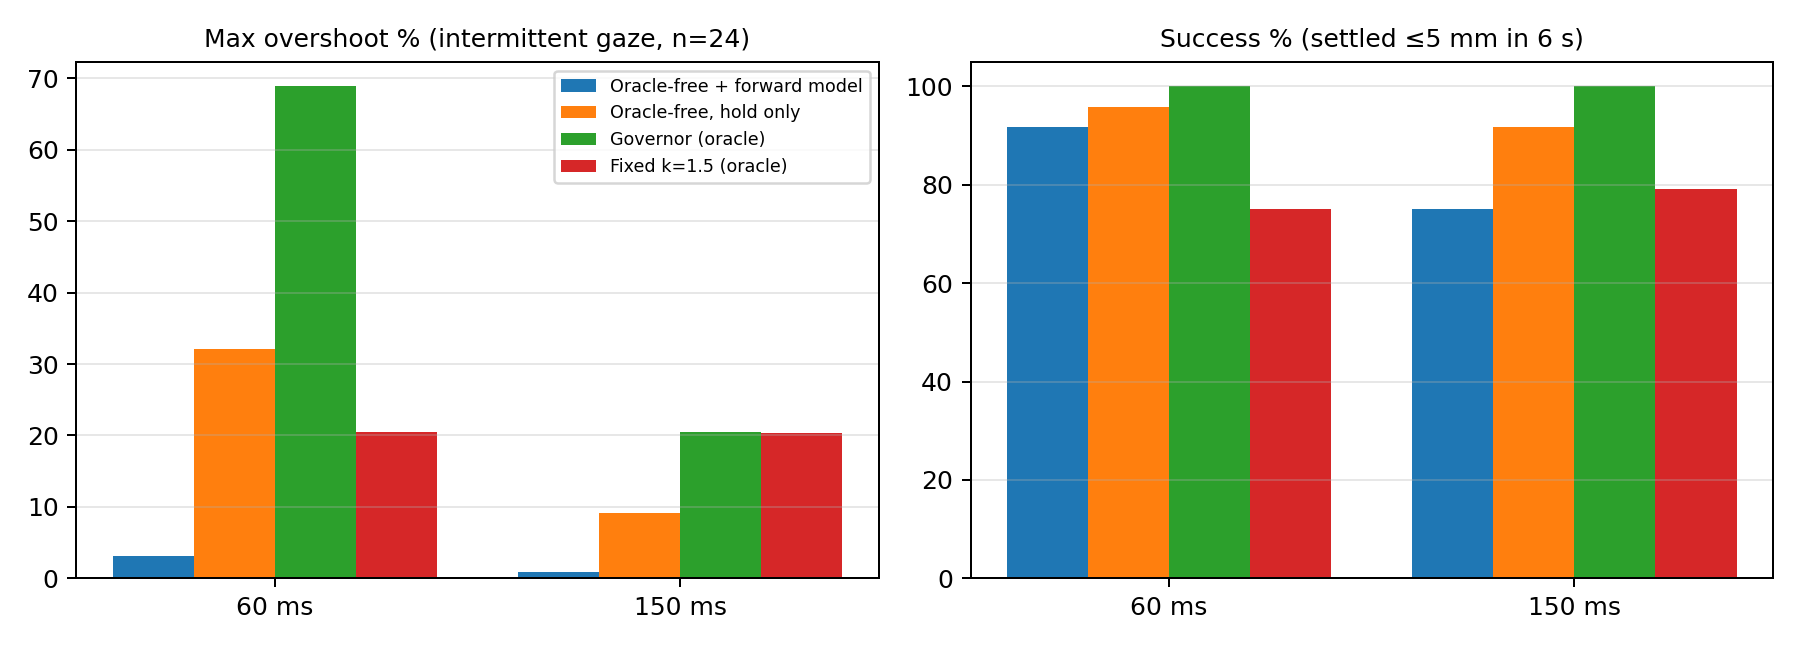 Max overshoot % (intermittent gaze, n=24)
70
60
50
40
30
20
10
0
60 ms
150 ms
Oracle-free + forward model
Oracle-free, hold only
Governor (oracle)
Fixed k=1.5 (oracle)
Success % (settled ≤5 mm in 6 s)
100
80
60
40
20
0
60 ms
150 ms